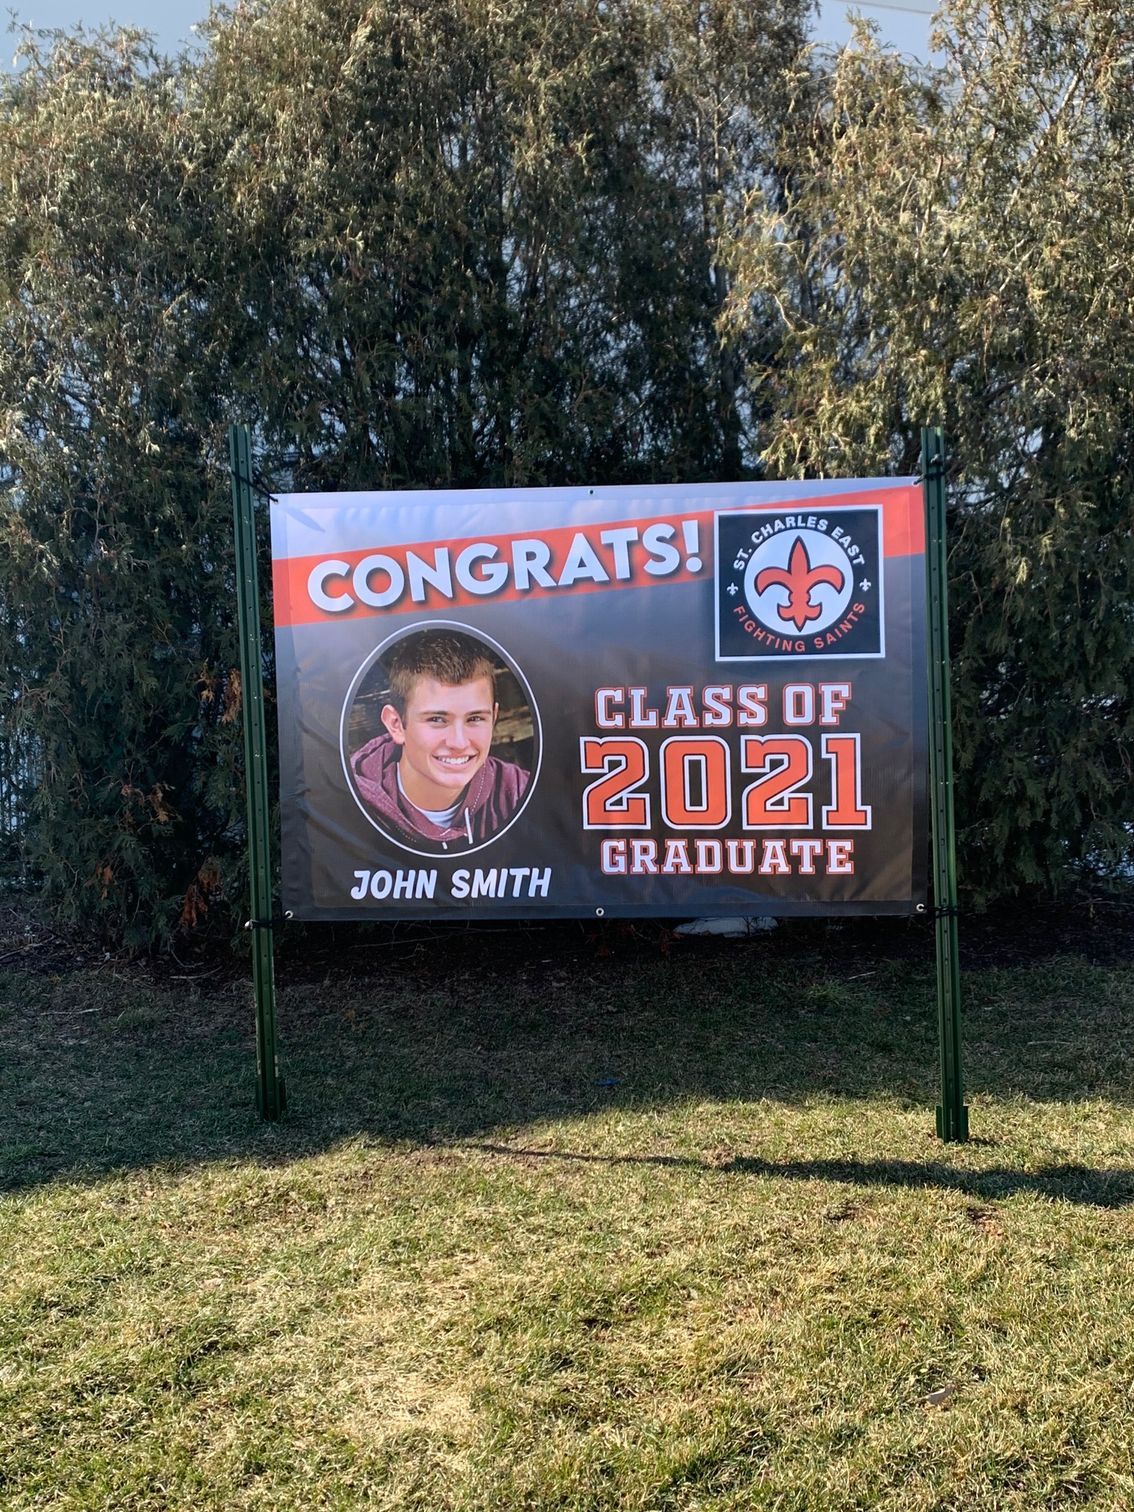 CONGRATS!
ST. CHARLES EAST
FIGHTING SAINTS
CLASS OF
2021
GRADUATE
JOHN SMITH